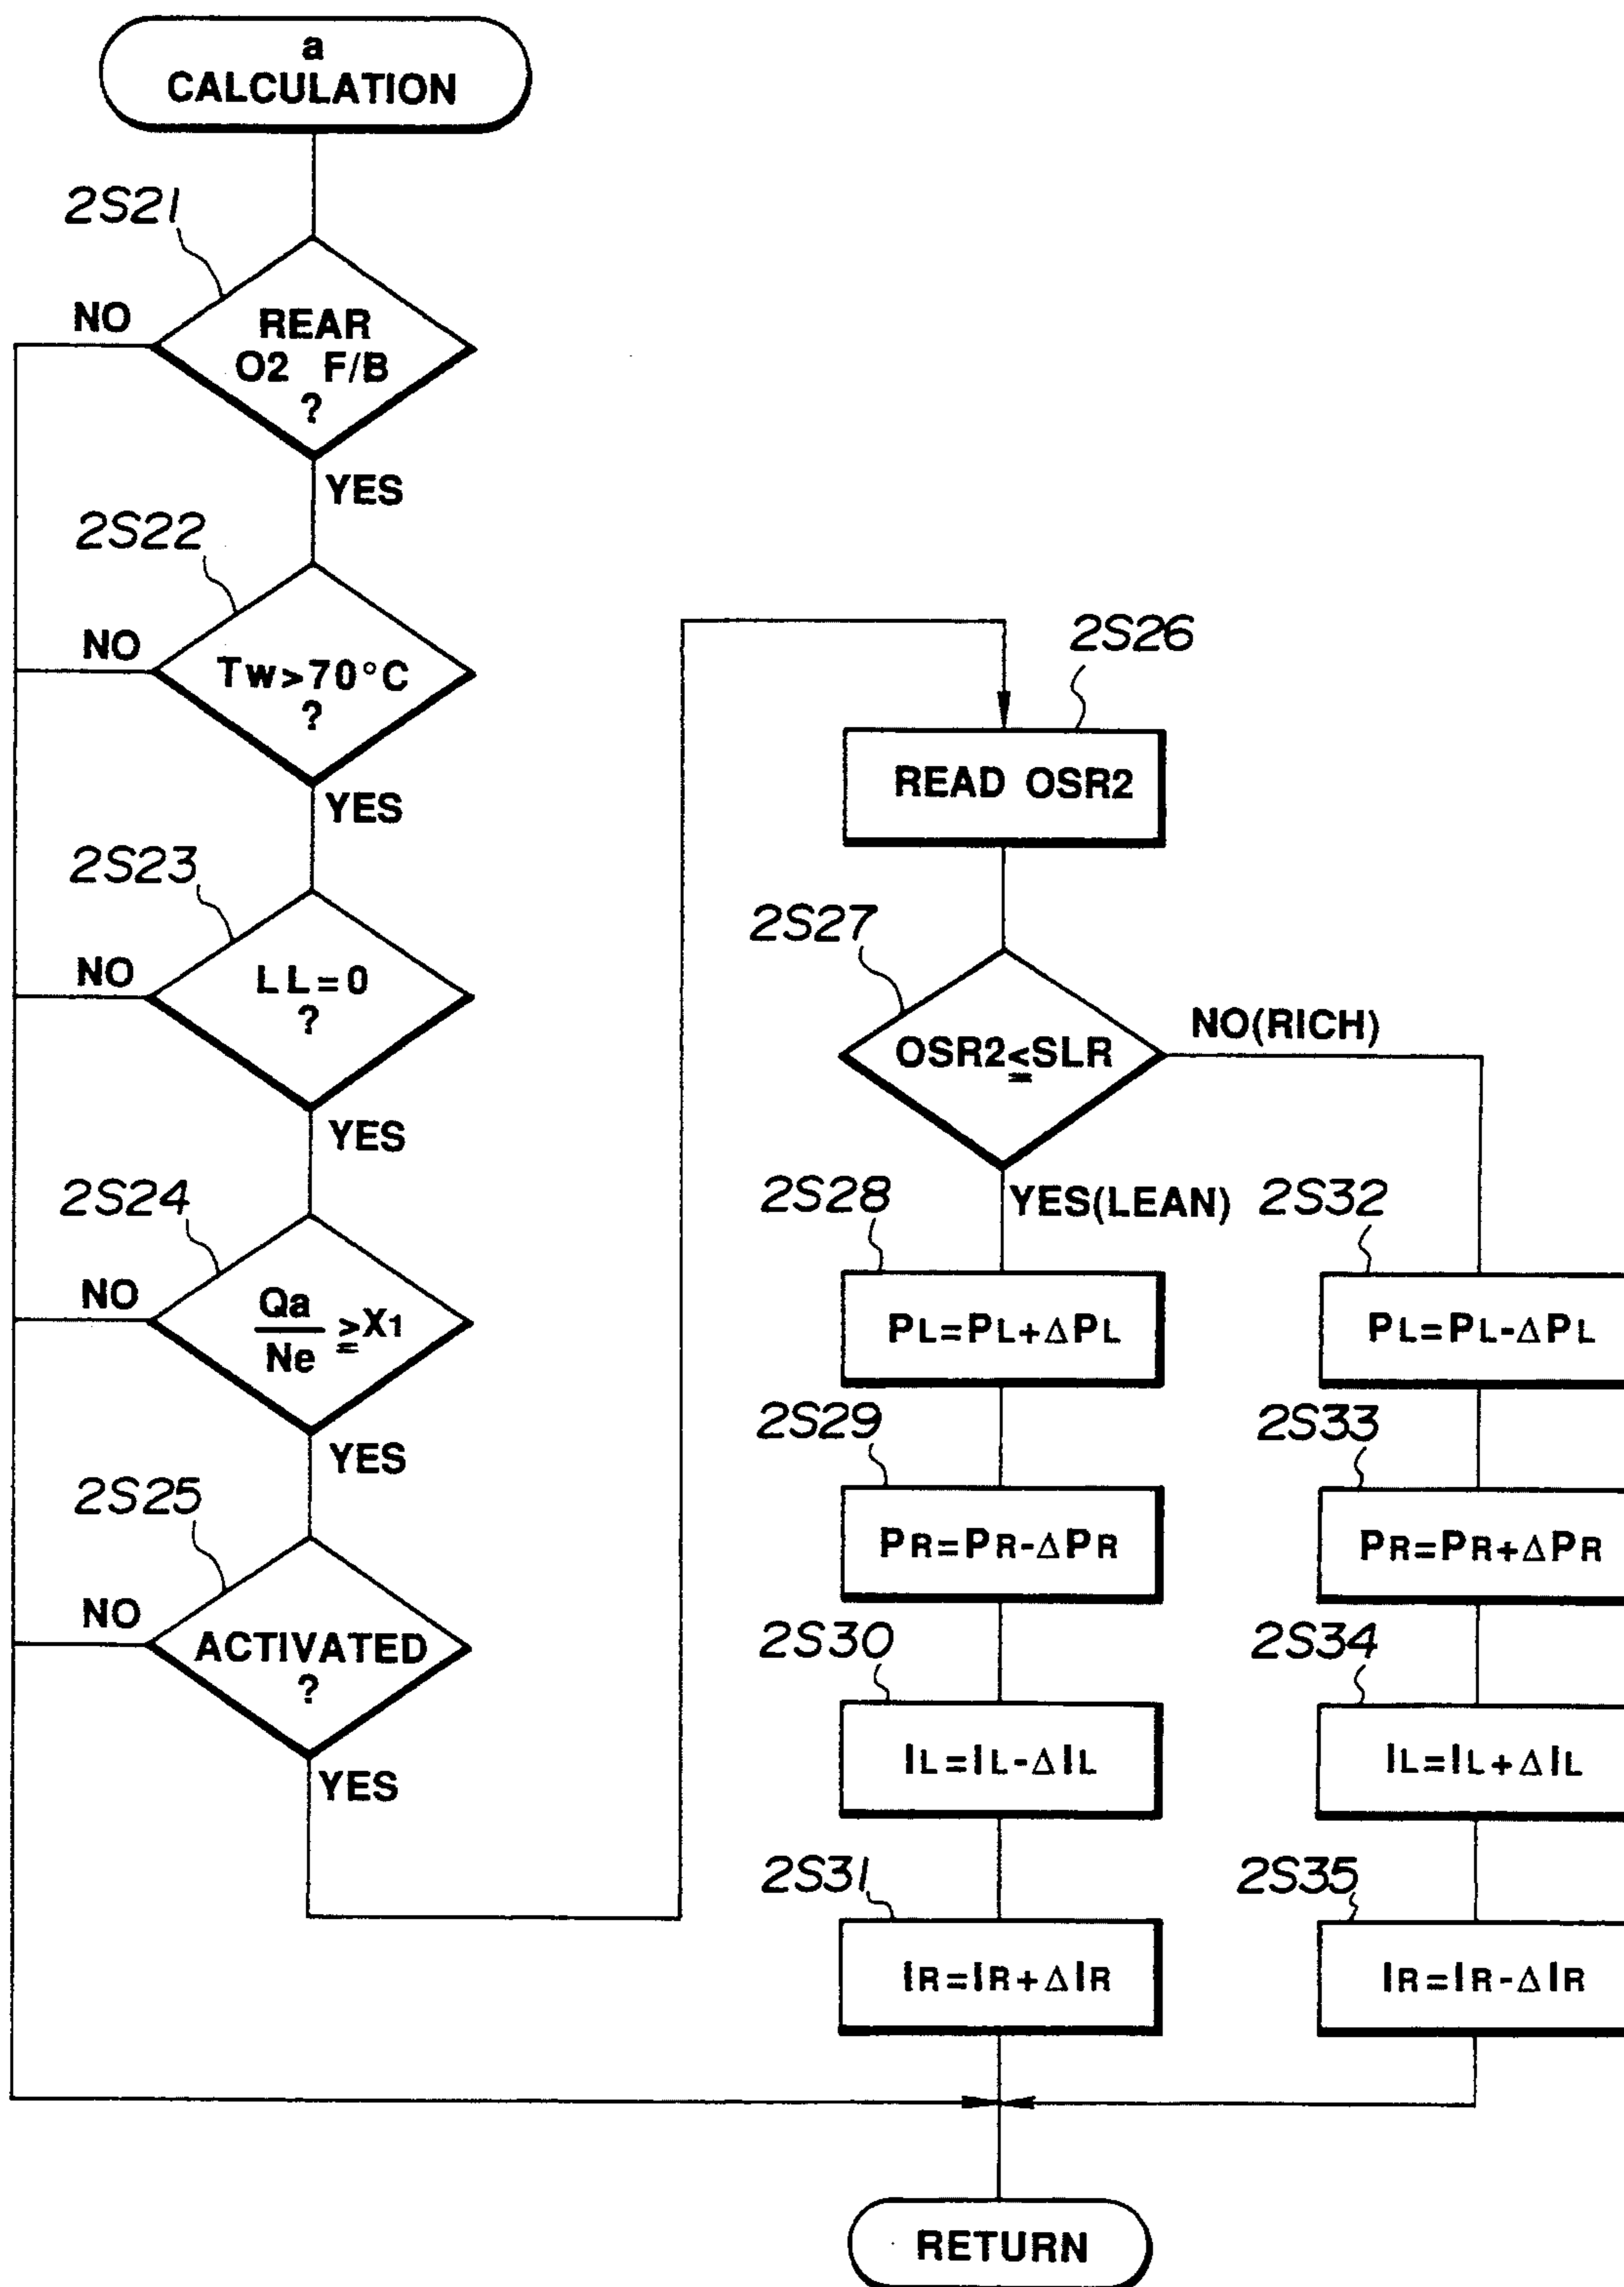 a
CALCULATION
2S21
NO
REAR
O2 F/B
?
YES
2S22
NO
Tw>70°C
?
YES
2S23
NO
LL=0
?
YES
2S24
NO
Qa
Ne
≧X1
YES
2S25
NO
ACTIVATED
?
YES
2S26
READ OSR2
2S27
OSR2≦SLR
NO(RICH)
YES(LEAN)
2S28
PL=PL+ΔPL
2S29
PR=PR-ΔPR
2S30
IL=IL-ΔIL
2S31
IR=IR+ΔIR
2S32
PL=PL-ΔPL
2S33
PR=PR+ΔPR
2S34
IL=IL+ΔIL
2S35
IR=IR-ΔIR
RETURN